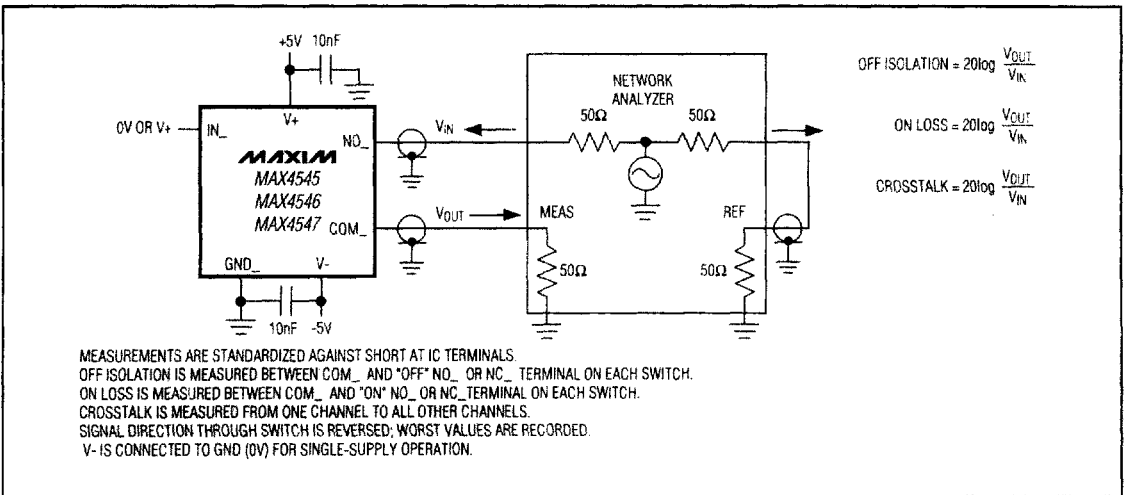 +5V 10nF
V+
0V OR V+
IN_
NO_
MAXIM
MAX4545
MAX4546
MAX4547
COM_
GND_ V-
10nF -5V
VIN
VOUT
NETWORK
ANALYZER
50Ω 50Ω
MEAS REF
50Ω 50Ω
OFF ISOLATION = 20log VOUT
VIN
ON LOSS = 20log VOUT
VIN
CROSSTALK = 20log VOUT
VIN
MEASUREMENTS ARE STANDARDIZED AGAINST SHORT AT IC TERMINALS.
OFF ISOLATION IS MEASURED BETWEEN COM_ AND "OFF" NO_ OR NC_ TERMINAL ON EACH SWITCH.
ON LOSS IS MEASURED BETWEEN COM_ AND "ON" NO_ OR NC_TERMINAL ON EACH SWITCH.
CROSSTALK IS MEASURED FROM ONE CHANNEL TO ALL OTHER CHANNELS.
SIGNAL DIRECTION THROUGH SWITCH IS REVERSED; WORST VALUES ARE RECORDED.
V- IS CONNECTED TO GND (0V) FOR SINGLE-SUPPLY OPERATION.